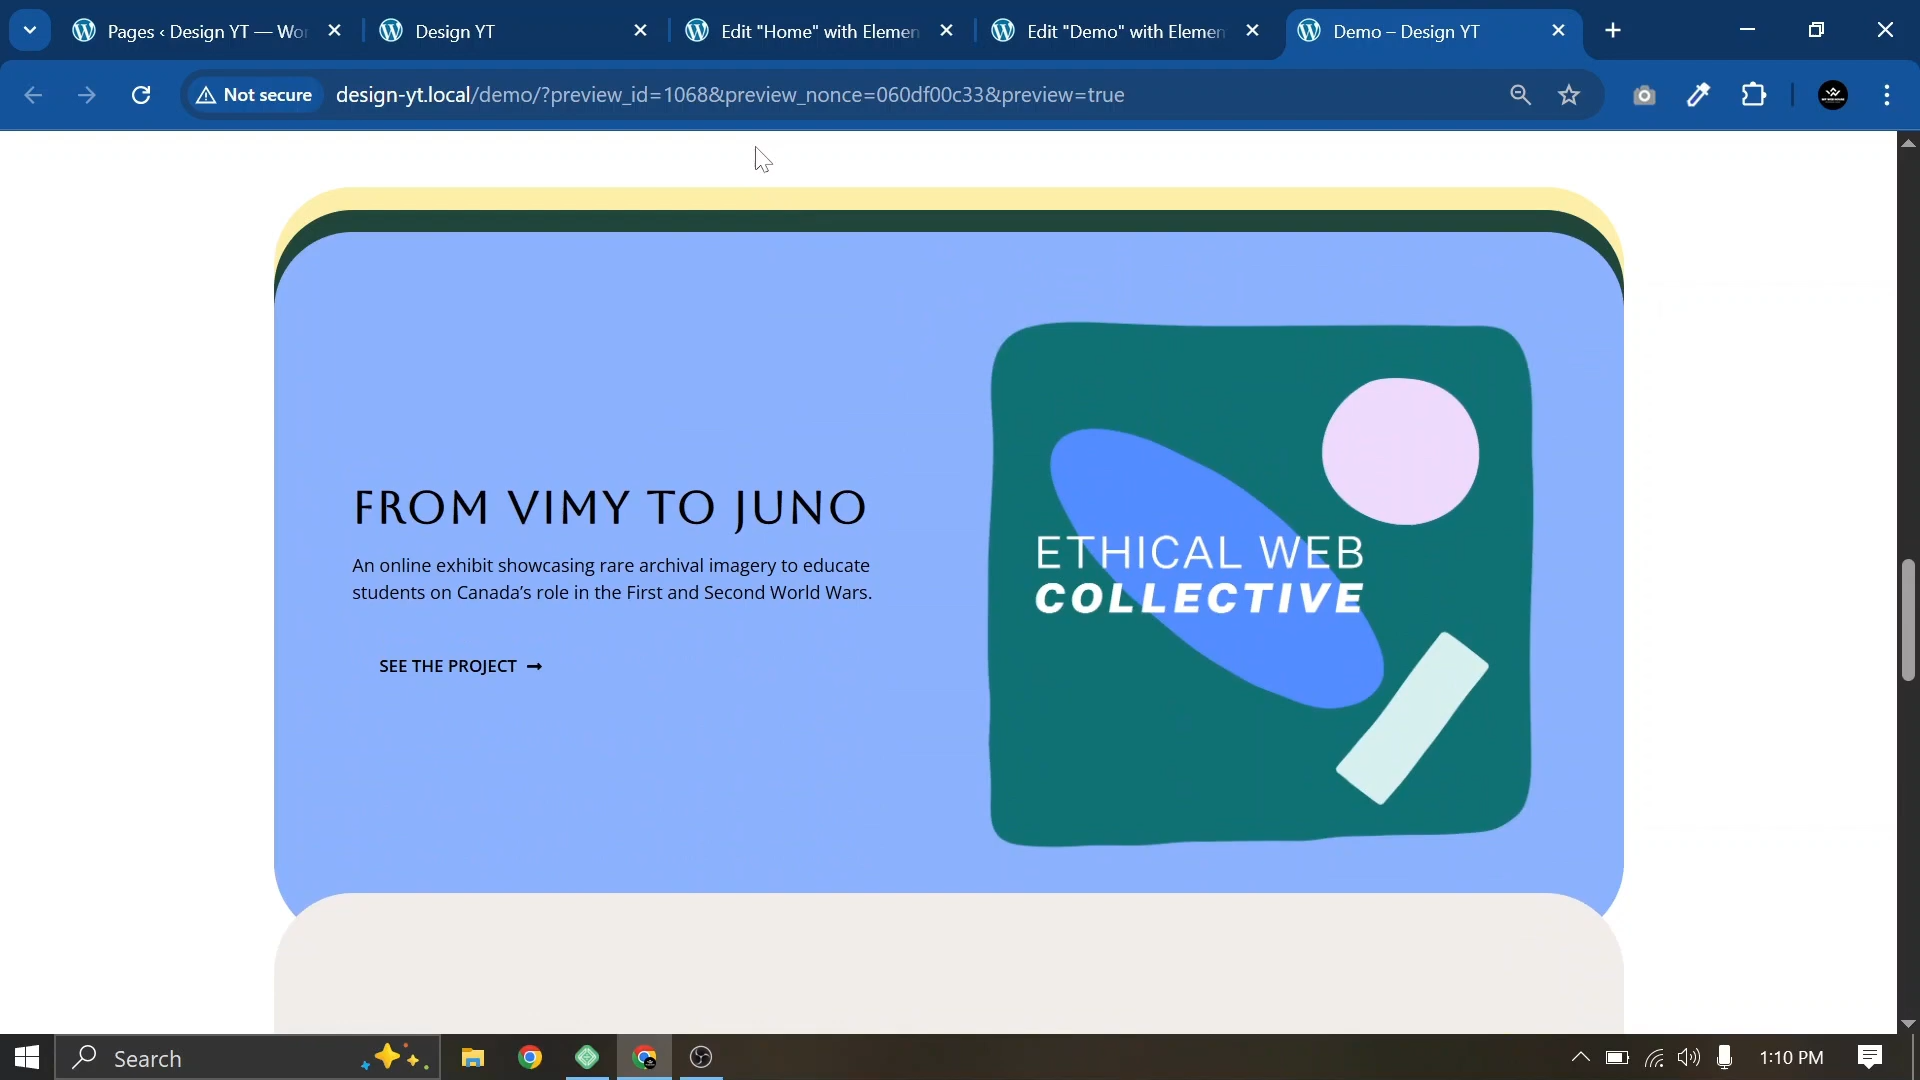 Pages ‹ Design YT — Wor
Design YT
Edit "Home" with Elemen
Edit "Demo" with Elemen
Demo – Design YT
Not secure
design-yt.local/demo/?preview_id=1068&preview_nonce=060df00c33&preview=true
FROM VIMY TO JUNO
An online exhibit showcasing rare archival imagery to educate
students on Canada’s role in the First and Second World Wars.
SEE THE PROJECT →
ETHICAL WEB
COLLECTIVE
Search
1:10 PM